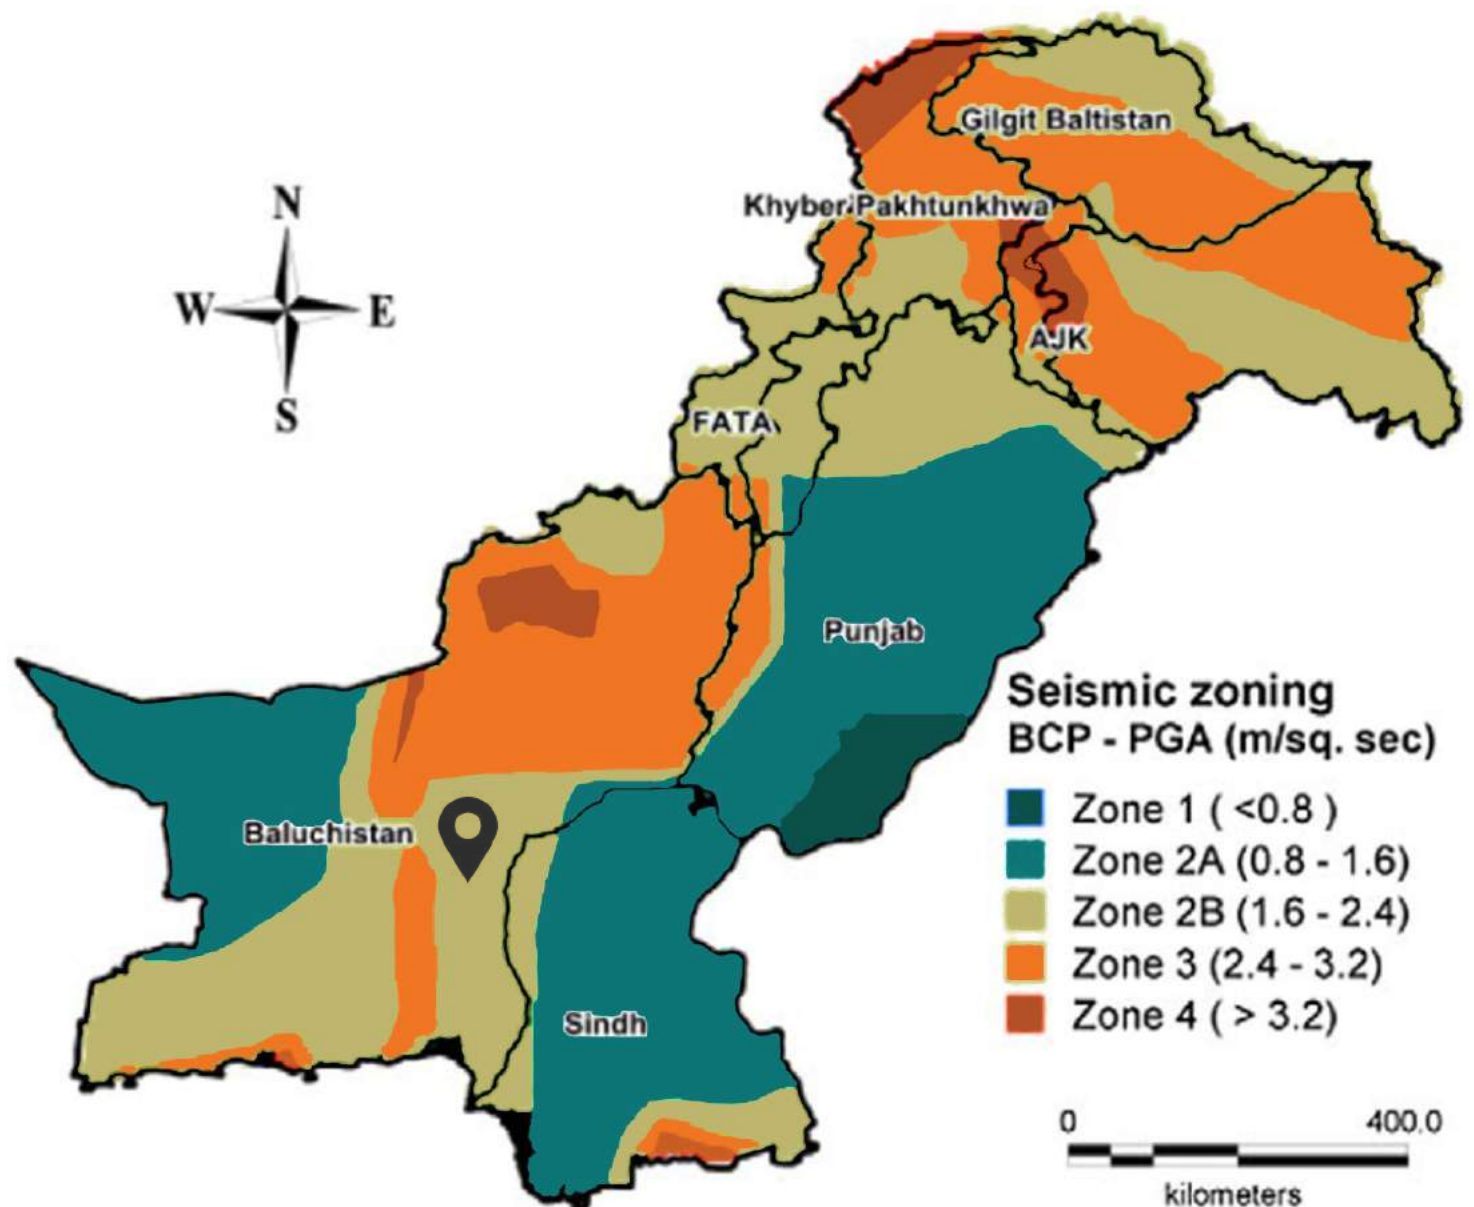 N
W E
S
Gilgit Baltistan
Khyber Pakhtunkhwa
AJK
FATA
Punjab
Baluchistan
Sindh
Seismic zoning
BCP - PGA (m/sq. sec)
Zone 1 ( <0.8 )
Zone 2A (0.8 - 1.6)
Zone 2B (1.6 - 2.4)
Zone 3 (2.4 - 3.2)
Zone 4 ( > 3.2)
0 400.0
kilometers